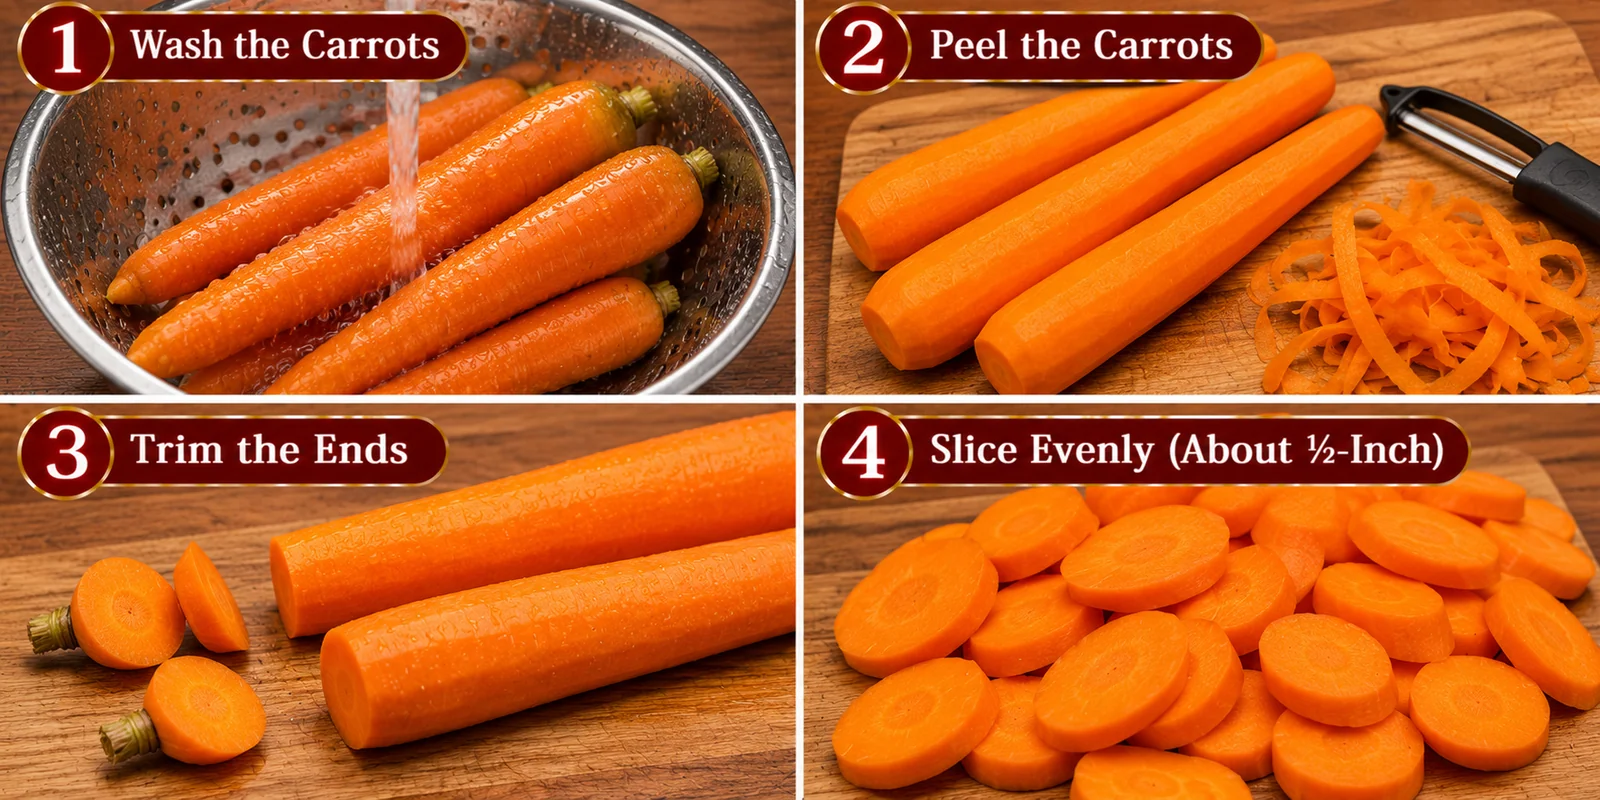 1 Wash the Carrots
2 Peel the Carrots
3 Trim the Ends
4 Slice Evenly (About ½-Inch)